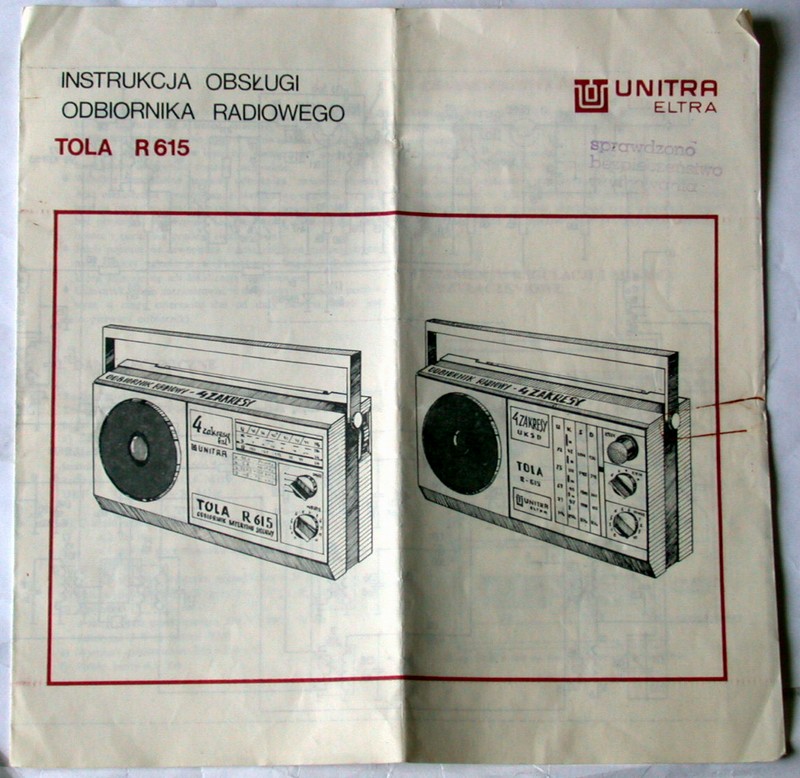 INSTRUKCJA OBSŁUGI
ODBIORNIKA RADIOWEGO
TOLA R 615
UNITRA
ELTRA
sprawdzono
bezpieczeństwo
ODBIORNIK RADIOWY - 4 ZAKRESY
4 ZAKRESY
UNITRA
TOLA R 615
ODBIORNIK RADIOWY - 4 ZAKRESY
4 ZAKRESY
UKSD
TOLA
R-615
UNITRA
ELTRA
U K S D